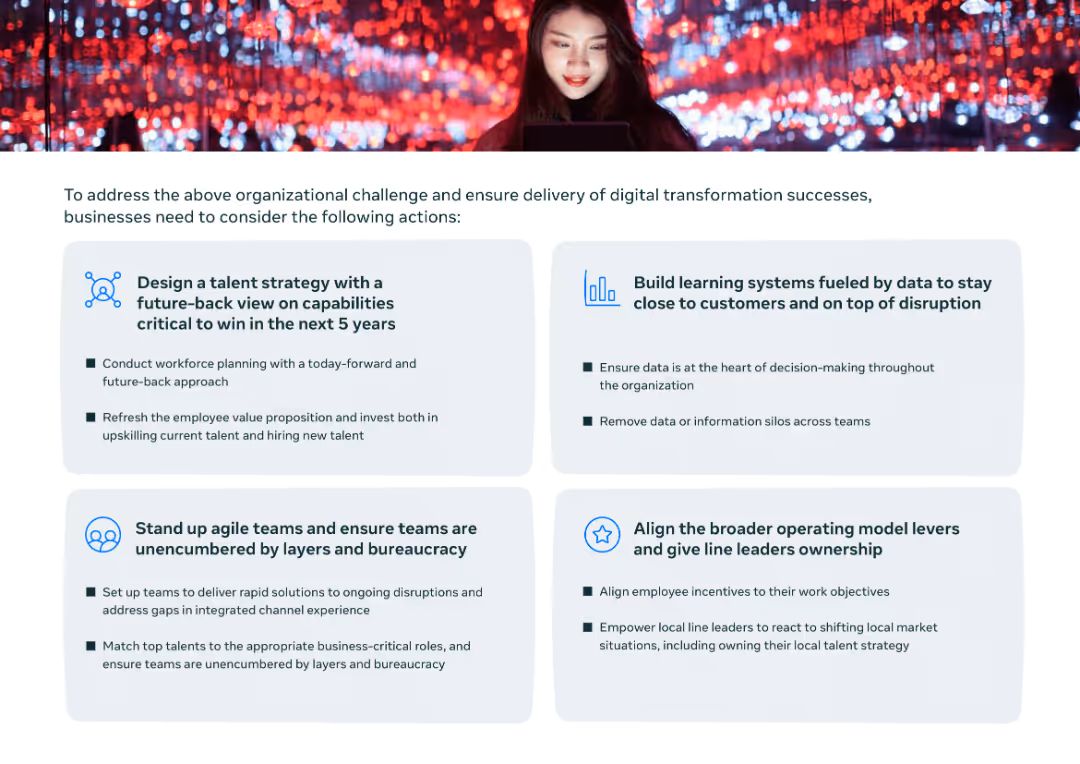 To address the above organizational challenge and ensure delivery of digital transformation successes,
businesses need to consider the following actions:
Design a talent strategy with a
future-back view on capabilities
critical to win in the next 5 years
■ Conduct workforce planning with a today-forward and
future-back approach
■ Refresh the employee value proposition and invest both in
upskilling current talent and hiring new talent
Build learning systems fueled by data to stay
close to customers and on top of disruption
■ Ensure data is at the heart of decision-making throughout
the organization
■ Remove data or information silos across teams
Stand up agile teams and ensure teams are
unencumbered by layers and bureaucracy
■ Set up teams to deliver rapid solutions to ongoing disruptions and
address gaps in integrated channel experience
■ Match top talents to the appropriate business-critical roles, and
ensure teams are unencumbered by layers and bureaucracy
Align the broader operating model levers
and give line leaders ownership
■ Align employee incentives to their work objectives
■ Empower local line leaders to react to shifting local market
situations, including owning their local talent strategy